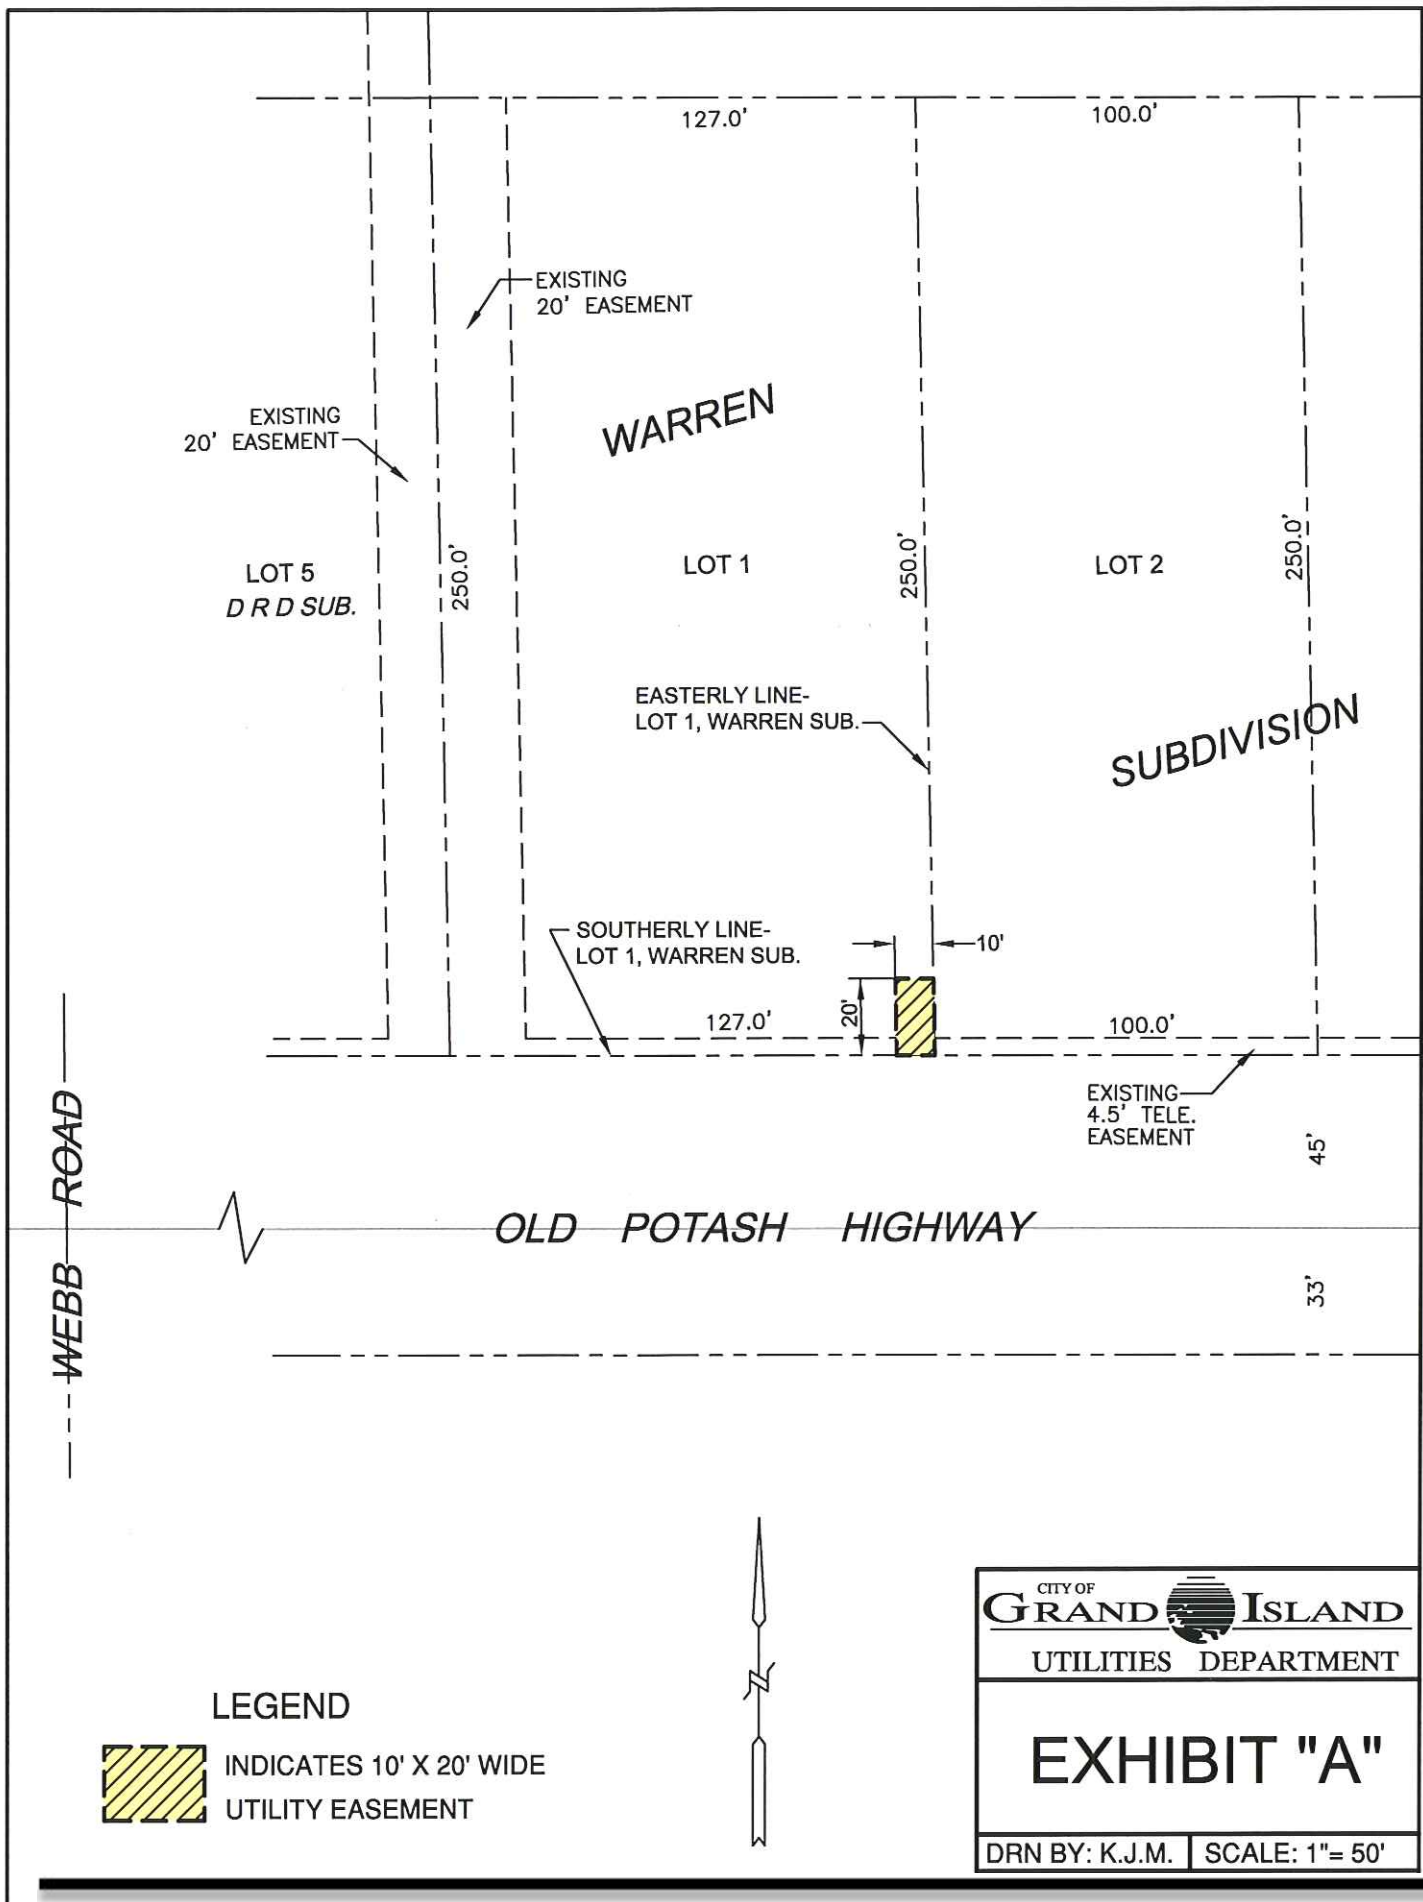 127.0'
100.0'
EXISTING
20' EASEMENT
EXISTING
20' EASEMENT
WARREN
LOT 5
D R D SUB.
250.0'
LOT 1
250.0'
LOT 2
250.0'
EASTERLY LINE-
LOT 1, WARREN SUB.
SUBDIVISION
SOUTHERLY LINE-
LOT 1, WARREN SUB.
10'
20'
127.0'
100.0'
EXISTING
4.5' TELE.
EASEMENT
45'
WEBB ROAD
OLD POTASH HIGHWAY
33'
LEGEND
INDICATES 10' X 20' WIDE
UTILITY EASEMENT
N
CITY OF
GRAND ISLAND
UTILITIES DEPARTMENT
EXHIBIT "A"
DRN BY: K.J.M.
SCALE: 1"= 50'